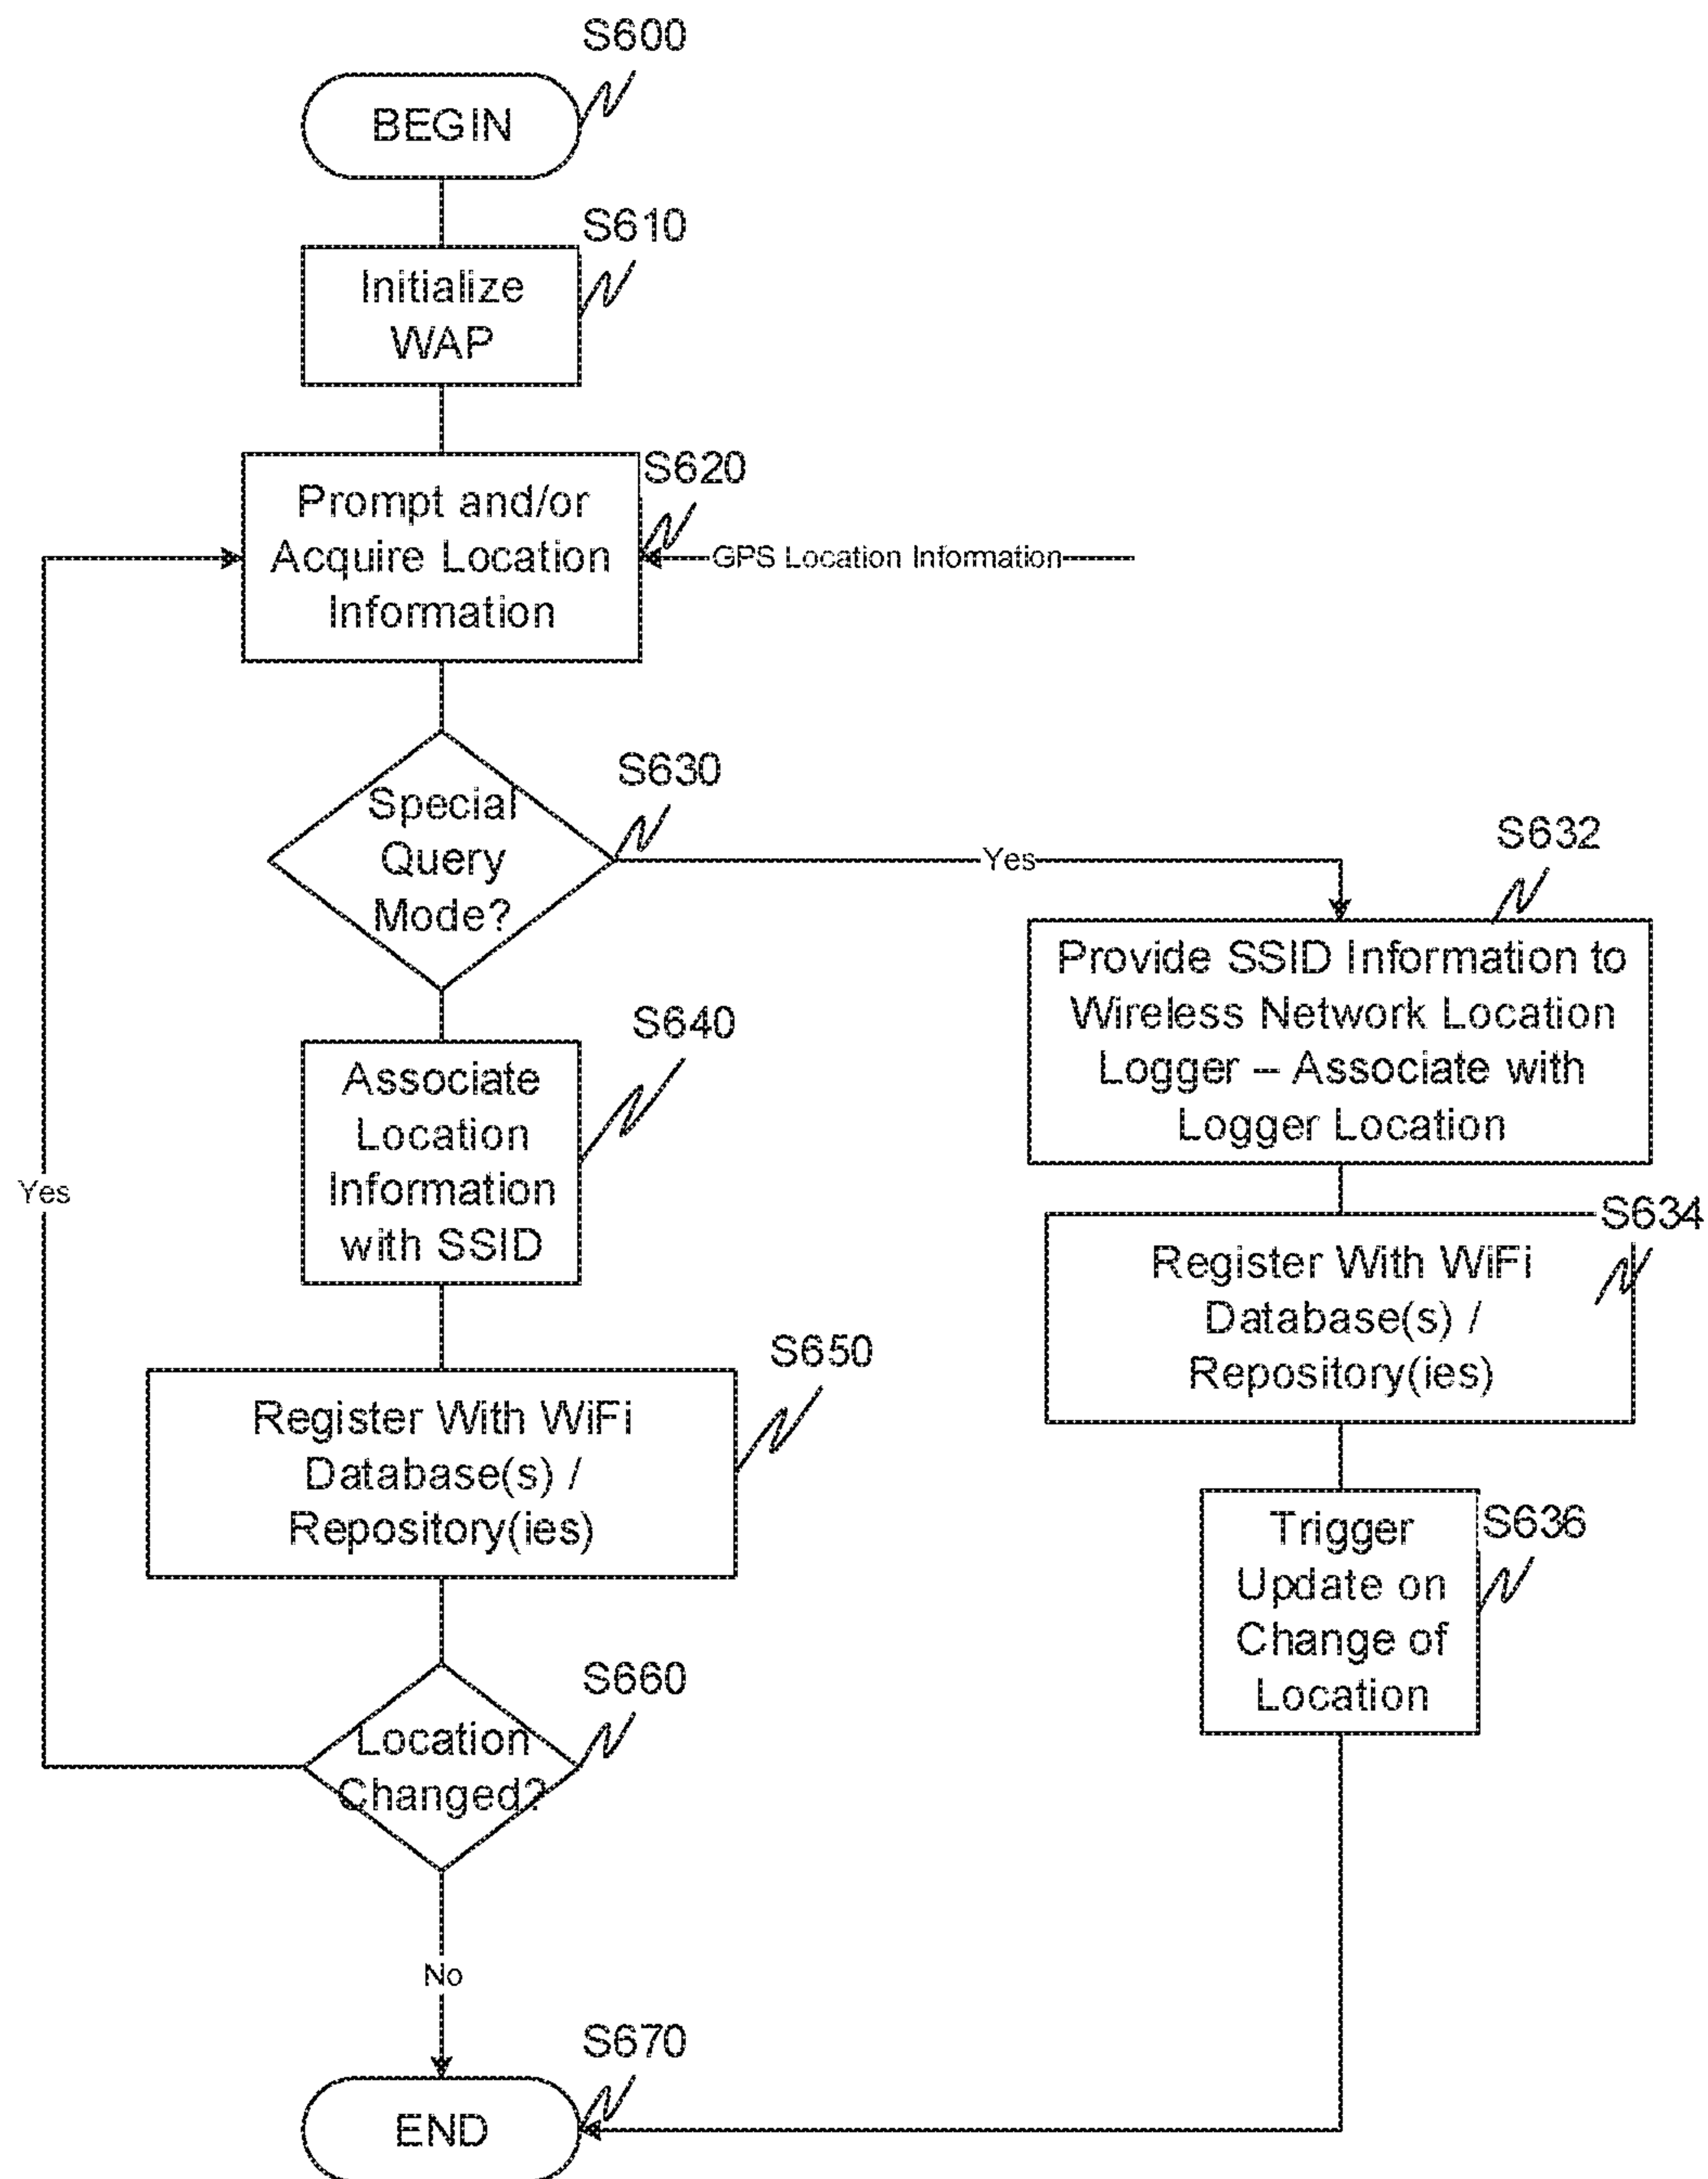 S600
BEGIN
S610
Initialize
WAP
S620
Prompt and/or
Acquire Location
Information
GPS Location Information
S630
Special
Query
Mode?
Yes
S632
Provide SSID Information to
Wireless Network Location
Logger – Associate with
Logger Location
S640
Associate
Location
Information
with SSID
Yes
S634
Register With WiFi
Database(s) /
Repository(ies)
S650
Register With WiFi
Database(s) /
Repository(ies)
S636
Trigger
Update on
Change of
Location
S660
Location
Changed?
No
S670
END